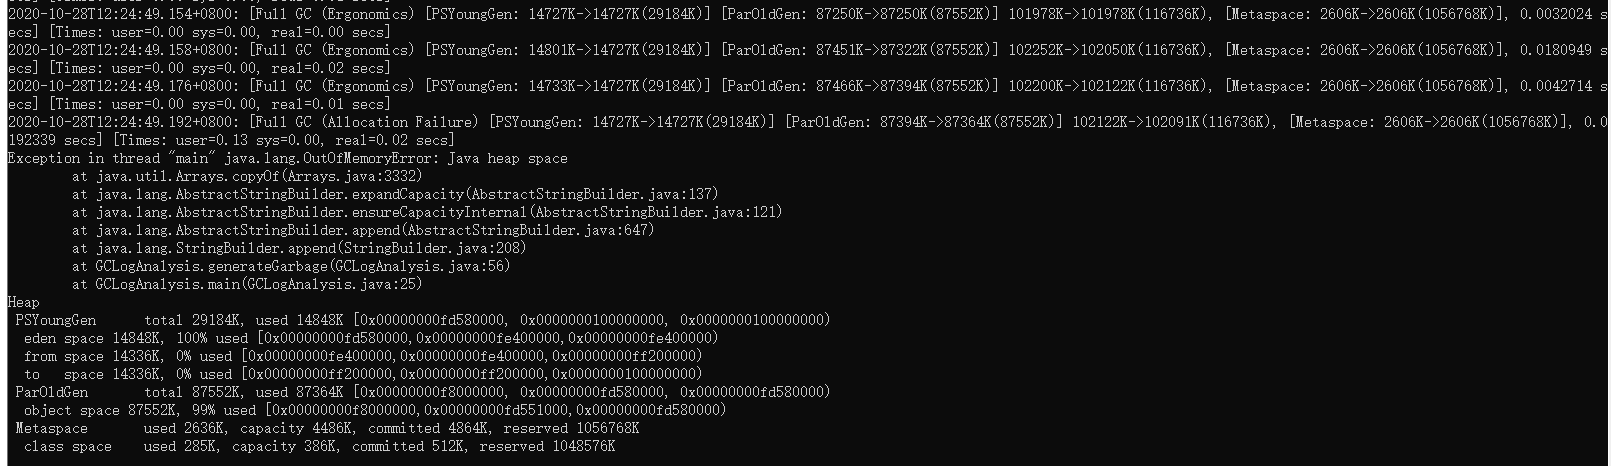 2020-10-28T12:24:49.154+0800: [Full GC (Ergonomics) [PSYoungGen: 14727K->14727K(29184K)] [ParOldGen: 87250K->87250K(87552K)] 101978K->101978K(116736K), [Metaspace: 2606K->2606K(1056768K)], 0.0032024 s
ecs] [Times: user=0.00 sys=0.00, real=0.00 secs]
2020-10-28T12:24:49.158+0800: [Full GC (Ergonomics) [PSYoungGen: 14801K->14727K(29184K)] [ParOldGen: 87451K->87322K(87552K)] 102252K->102050K(116736K), [Metaspace: 2606K->2606K(1056768K)], 0.0180949 s
ecs] [Times: user=0.00 sys=0.00, real=0.02 secs]
2020-10-28T12:24:49.176+0800: [Full GC (Ergonomics) [PSYoungGen: 14733K->14727K(29184K)] [ParOldGen: 87466K->87394K(87552K)] 102200K->102122K(116736K), [Metaspace: 2606K->2606K(1056768K)], 0.0042714 s
ecs] [Times: user=0.00 sys=0.00, real=0.01 secs]
2020-10-28T12:24:49.192+0800: [Full GC (Allocation Failure) [PSYoungGen: 14727K->14727K(29184K)] [ParOldGen: 87394K->87364K(87552K)] 102122K->102091K(116736K), [Metaspace: 2606K->2606K(1056768K)], 0.0
192339 secs] [Times: user=0.13 sys=0.00, real=0.02 secs]
Exception in thread "main" java.lang.OutOfMemoryError: Java heap space
at java.util.Arrays.copyOf(Arrays.java:3332)
at java.lang.AbstractStringBuilder.expandCapacity(AbstractStringBuilder.java:137)
at java.lang.AbstractStringBuilder.ensureCapacityInternal(AbstractStringBuilder.java:121)
at java.lang.AbstractStringBuilder.append(AbstractStringBuilder.java:647)
at java.lang.StringBuilder.append(StringBuilder.java:208)
at GCLogAnalysis.generateGarbage(GCLogAnalysis.java:56)
at GCLogAnalysis.main(GCLogAnalysis.java:25)
Heap
PSYoungGen total 29184K, used 14848K [0x00000000fd580000, 0x0000000100000000, 0x0000000100000000)
eden space 14848K, 100% used [0x00000000fd580000,0x00000000fe400000,0x00000000fe400000)
from space 14336K, 0% used [0x00000000fe400000,0x00000000fe400000,0x00000000ff200000)
to space 14336K, 0% used [0x00000000ff200000,0x00000000ff200000,0x0000000100000000)
ParOldGen total 87552K, used 87364K [0x00000000f8000000, 0x00000000fd580000, 0x00000000fd580000)
object space 87552K, 99% used [0x00000000f8000000,0x00000000fd551000,0x00000000fd580000)
Metaspace used 2636K, capacity 4486K, committed 4864K, reserved 1056768K
class space used 285K, capacity 386K, committed 512K, reserved 1048576K